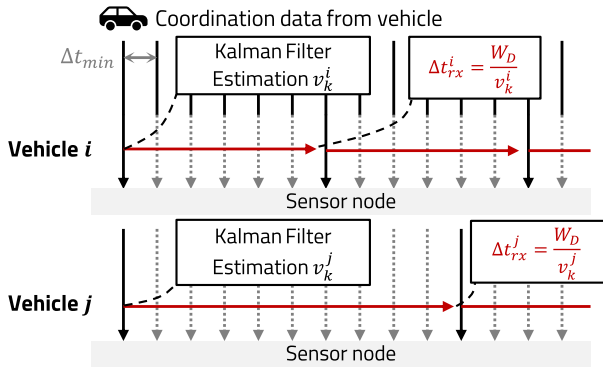 Coordination data from vehicle
Δt_min
Kalman Filter
Estimation v_k^i
Δt_rx^i = W_D / v_k^i
Vehicle i
Sensor node
Kalman Filter
Estimation v_k^j
Δt_rx^j = W_D / v_k^j
Vehicle j
Sensor node